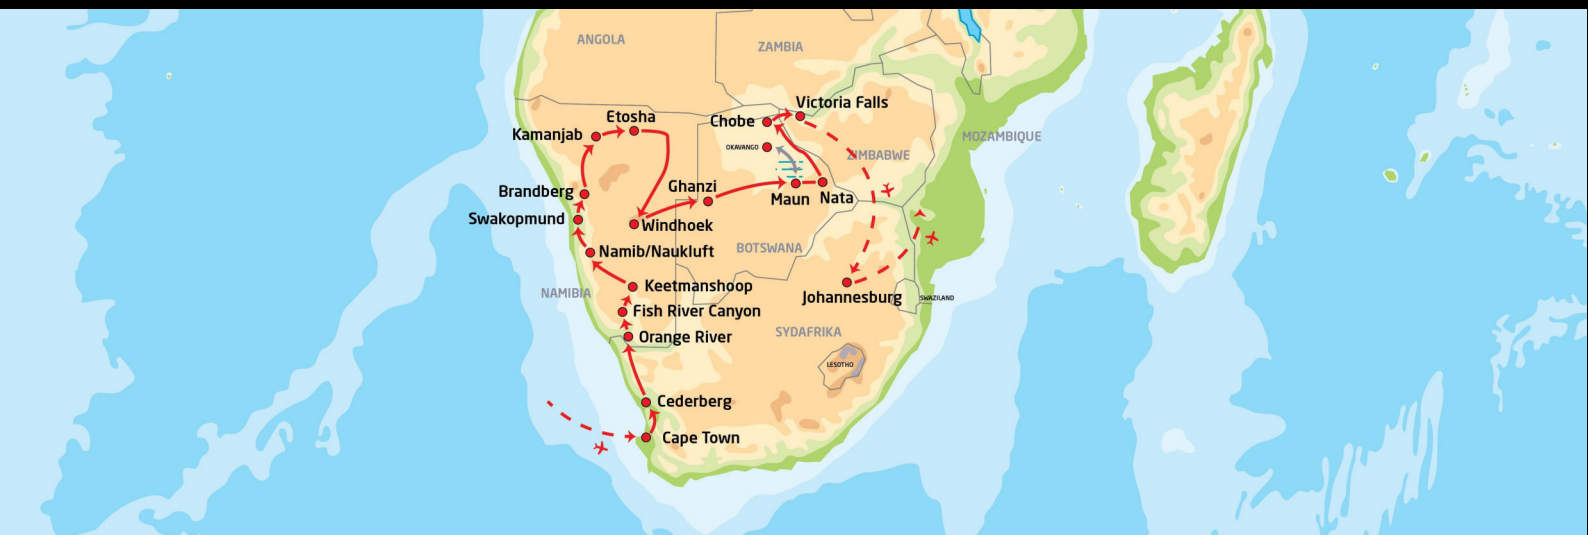 ANGOLA
ZAMBIA
Victoria Falls
Etosha
Chobe
Kamanjab
MOZAMBIQUE
OKAVANGO
ZIMBABWE
Ghanzi
Brandberg
Maun
Nata
Swakopmund
Windhoek
BOTSWANA
Namib/Naukluft
Keetmanshoop
NAMIBIA
Johannesburg
SWAZILAND
Fish River Canyon
SYDAFRIKA
Orange River
LESOTHO
Cederberg
Cape Town